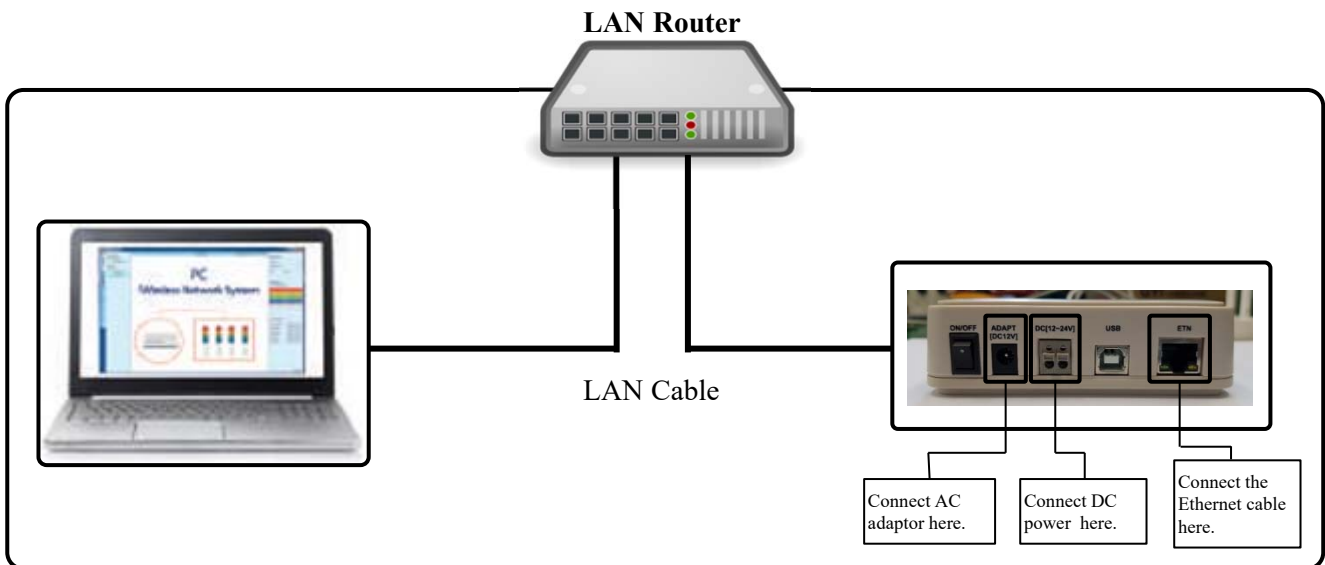 LAN Router
PC
Wireless Network System
ON/OFF
ADAPT
[DC12V]
DC[12~24V]
USB
ETN
LAN Cable
Connect AC
adaptor here.
Connect DC
power here.
Connect the
Ethernet cable
here.